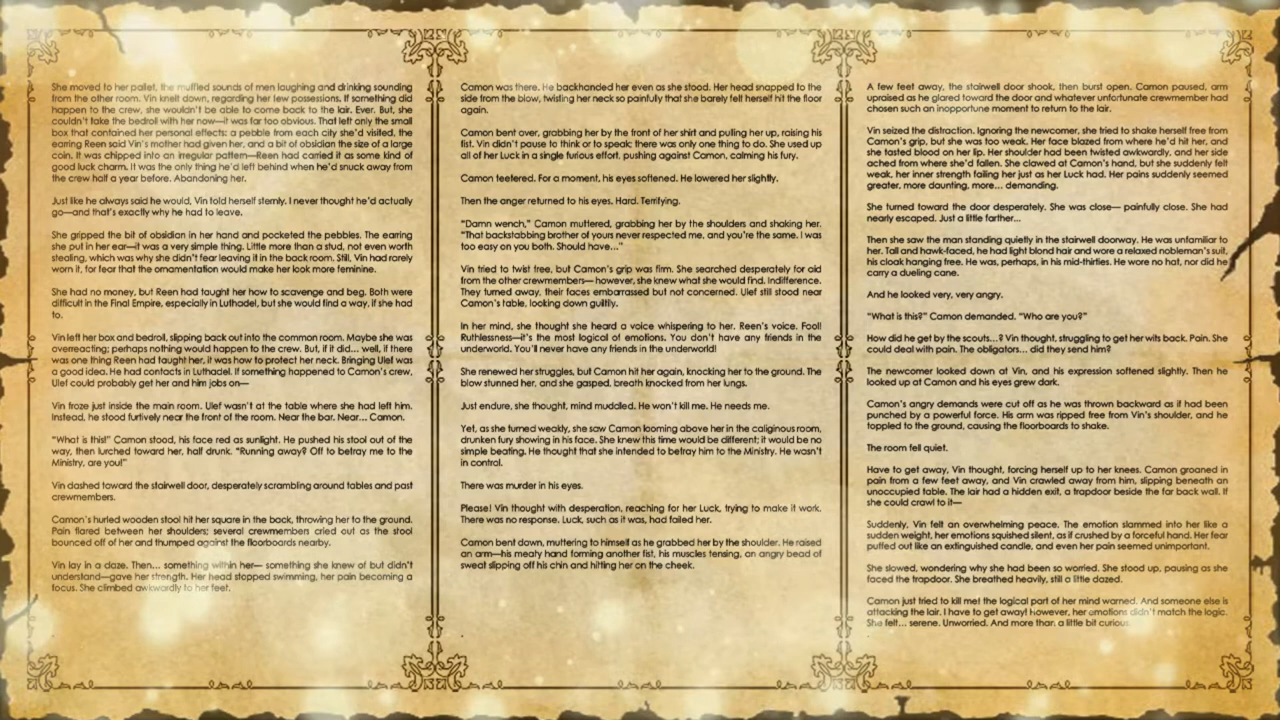 She moved to her pallet, the muffled sounds of men laughing and drinking sounding
from the other room. Vin knelt down, regarding her few possessions. If something did
happen to the crew, she wouldn't be able to come back to the lair. Ever. But, she
couldn't take the bedroll with her now—it was far too obvious. That left only the small
box that contained her personal effects: a pebble from each city she'd visited, the
earring Reen said Vin's mother had given her, and a bit of obsidian the size of a large
coin. It was chipped into an irregular pattern—Reen had carried it as some kind of
good luck charm. It was the only thing he'd left behind when he'd snuck away from
the crew half a year before. Abandoning her.
Just like he always said he would, Vin told herself sternly. I never thought he'd actually
go—and that's exactly why he had to leave.
She gripped the bit of obsidian in her hand and pocketed the pebbles. The earring
she put in her ear—it was a very simple thing. Little more than a stud, not even worth
stealing, which was why she didn't fear leaving it in the back room. Still, Vin had rarely
worn it, for fear that the ornamentation would make her look more feminine.
She had no money, but Reen had taught her how to scavenge and beg. Both were
difficult in the Final Empire, especially in Luthadel, but she would find a way, if she had
to.
Vin left her box and bedroll, slipping back out into the common room. Maybe she was
overreacting; perhaps nothing would happen to the crew. But, if it did... well, if there
was one thing Reen had taught her, it was how to protect her neck. Bringing Ulef was
a good idea. He had contacts in Luthadel. If something happened to Camon's crew,
Ulef could probably get her and him jobs on—
Vin froze just inside the main room. Ulef wasn't at the table where she had left him.
Instead, he stood furtively near the front of the room. Near the bar. Near... Camon.
"What is this!" Camon stood, his face red as sunlight. He pushed his stool out of the
way, then lurched toward her, half drunk. "Running away? Off to betray me to the
Ministry, are you!"
Vin dashed toward the stairwell door, desperately scrambling around tables and past
crewmembers.
Camon's hurled wooden stool hit her square in the back, throwing her to the ground.
Pain flared between her shoulders; several crewmembers cried out as the stool
bounced off of her and thumped against the floorboards nearby.
Vin lay in a daze. Then... something within her— something she knew of but didn't
understand—gave her strength. Her head stopped swimming, her pain becoming a
focus. She climbed awkwardly to her feet.
Camon was there. He backhanded her even as she stood. Her head snapped to the
side from the blow, twisting her neck so painfully that she barely felt herself hit the floor
again.
Camon bent over, grabbing her by the front of her shirt and pulling her up, raising his
fist. Vin didn't pause to think or to speak; there was only one thing to do. She used up
all of her Luck in a single furious effort, pushing against Camon, calming his fury.
Camon teetered. For a moment, his eyes softened. He lowered her slightly.
Then the anger returned to his eyes. Hard. Terrifying.
"Damn wench," Camon muttered, grabbing her by the shoulders and shaking her.
"That backstabbing brother of yours never respected me, and you're the same. I was
too easy on you both. Should have..."
Vin tried to twist free, but Camon's grip was firm. She searched desperately for aid
from the other crewmembers— however, she knew what she would find. Indifference.
They turned away, their faces embarrassed but not concerned. Ulef still stood near
Camon's table, looking down guiltily.
In her mind, she thought she heard a voice whispering to her. Reen's voice. Fool!
Ruthlessness—it's the most logical of emotions. You don't have any friends in the
underworld. You'll never have any friends in the underworld!
She renewed her struggles, but Camon hit her again, knocking her to the ground. The
blow stunned her, and she gasped, breath knocked from her lungs.
Just endure, she thought, mind muddled. He won't kill me. He needs me.
Yet, as she turned weakly, she saw Camon looming above her in the caliginous room,
drunken fury showing in his face. She knew this time would be different; it would be no
simple beating. He thought that she intended to betray him to the Ministry. He wasn't
in control.
There was murder in his eyes.
Please! Vin thought with desperation, reaching for her Luck, trying to make it work.
There was no response. Luck, such as it was, had failed her.
Camon bent down, muttering to himself as he grabbed her by the shoulder. He raised
an arm—his meaty hand forming another fist, his muscles tensing, an angry bead of
sweat slipping off his chin and hitting her on the cheek.
A few feet away, the stairwell door shook, then burst open. Camon paused, arm
upraised as he glared toward the door and whatever unfortunate crewmember had
chosen such an inopportune moment to return to the lair.
Vin seized the distraction. Ignoring the newcomer, she tried to shake herself free from
Camon's grip, but she was too weak. Her face blazed from where he'd hit her, and
she tasted blood on her lip. Her shoulder had been twisted awkwardly, and her side
ached from where she'd fallen. She clawed at Camon's hand, but she suddenly felt
weak, her inner strength failing her just as her Luck had. Her pains suddenly seemed
greater, more daunting, more... demanding.
She turned toward the door desperately. She was close— painfully close. She had
nearly escaped. Just a little farther...
Then she saw the man standing quietly in the stairwell doorway. He was unfamiliar to
her. Tall and hawk-faced, he had light blond hair and wore a relaxed nobleman's suit,
his cloak hanging free. He was, perhaps, in his mid-thirties. He wore no hat, nor did he
carry a dueling cane.
And he looked very, very angry.
"What is this?" Camon demanded. "Who are you?"
How did he get by the scouts...? Vin thought, struggling to get her wits back. Pain. She
could deal with pain. The obligators... did they send him?
The newcomer looked down at Vin, and his expression softened slightly. Then he
looked up at Camon and his eyes grew dark.
Camon's angry demands were cut off as he was thrown backward as if had been
punched by a powerful force. His arm was ripped free from Vin's shoulder, and he
toppled to the ground, causing the floorboards to shake.
The room fell quiet.
Have to get away, Vin thought, forcing herself up to her knees. Camon groaned in
pain from a few feet away, and Vin crawled away from him, slipping beneath an
unoccupied table. The lair had a hidden exit, a trapdoor beside the far back wall. If
she could crawl to it—
Suddenly, Vin felt an overwhelming peace. The emotion slammed into her like a
sudden weight, her emotions squished silent, as if crushed by a forceful hand. Her fear
puffed out like an extinguished candle, and even her pain seemed unimportant.
She slowed, wondering why she had been so worried. She stood up, pausing as she
faced the trapdoor. She breathed heavily, still a little dazed.
Camon just tried to kill me! the logical part of her mind warned. And someone else is
attacking the lair. I have to get away! However, her emotions didn't match the logic.
She felt... serene. Unworried. And more than a little bit curious.